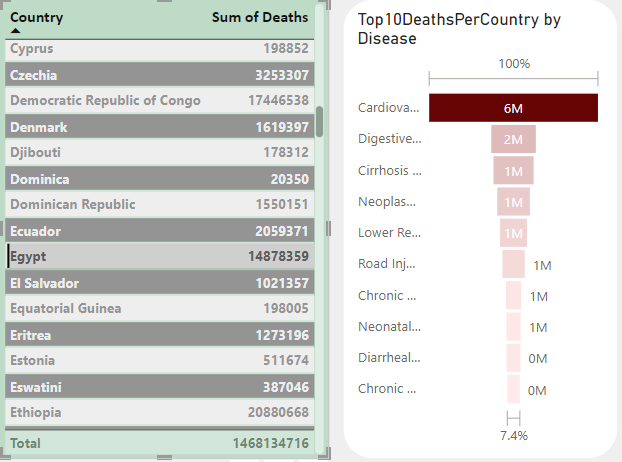 Country Sum of Deaths
Cyprus 198852
Czechia 3253307
Democratic Republic of Congo 17446538
Denmark 1619397
Djibouti 178312
Dominica 20350
Dominican Republic 1550151
Ecuador 2059371
Egypt 14878359
El Salvador 1021357
Equatorial Guinea 198005
Eritrea 1273196
Estonia 511674
Eswatini 387046
Ethiopia 20880668
Total 1468134716
Top10DeathsPerCountry by
Disease
100%
Cardiova... 6M
Digestive... 2M
Cirrhosis ... 1M
Neoplas... 1M
Lower Re... 1M
Road Inj... 1M
Chronic ... 1M
Neonatal... 1M
Diarrheal... 0M
Chronic ... 0M
7.4%